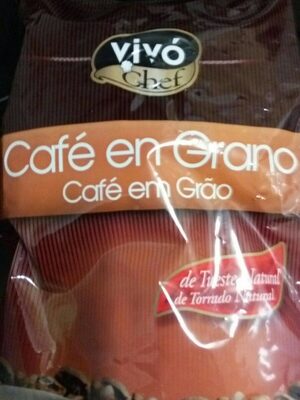 Vivó
Chef
Café en Grano
Café em Grão
de Tueste Natural
de Torrado Natural